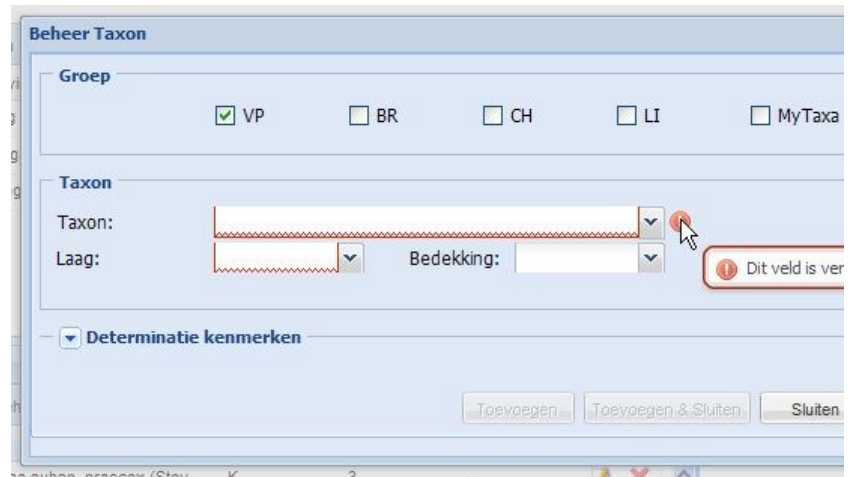 Beheer Taxon
Groep
VP BR CH LI MyTaxa
Taxon
Taxon:
Laag: Bedekking:
Dit veld is ver
Determinatie kenmerken
Toevoegen Toevoegen & Sluiten Sluiten
K 3